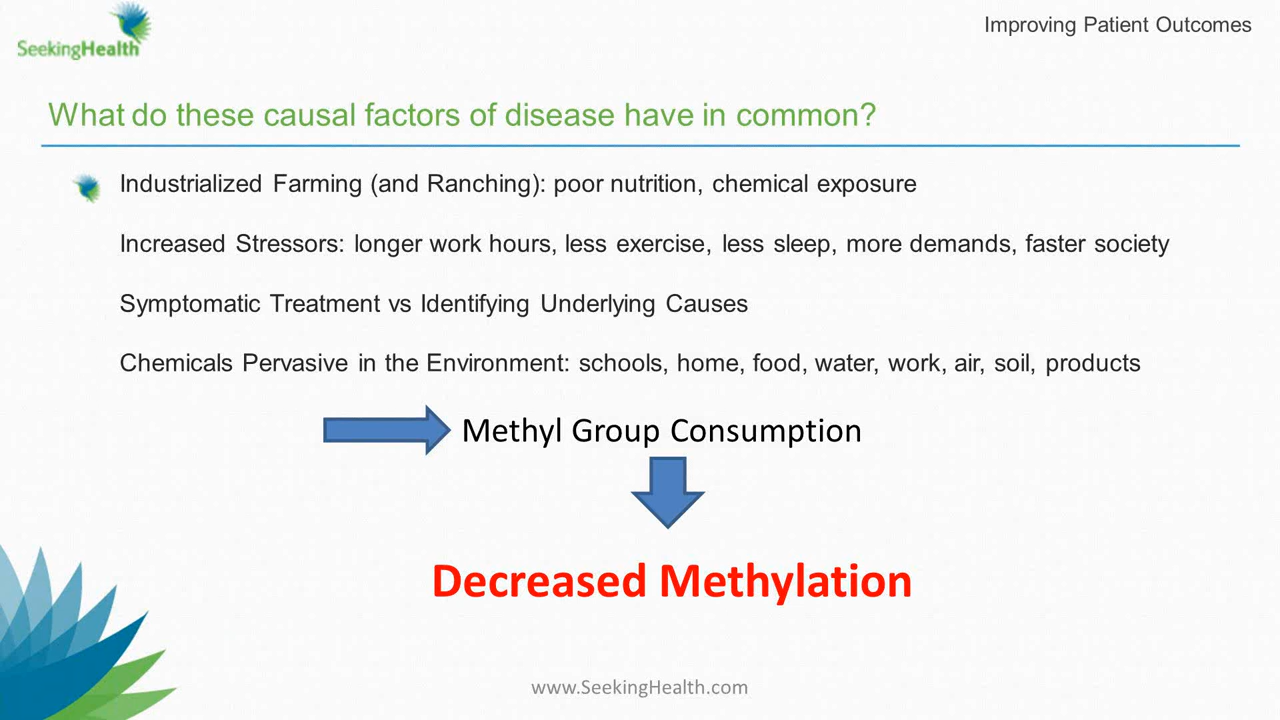 SeekingHealth
Improving Patient Outcomes
What do these causal factors of disease have in common?
Industrialized Farming (and Ranching): poor nutrition, chemical exposure
Increased Stressors: longer work hours, less exercise, less sleep, more demands, faster society
Symptomatic Treatment vs Identifying Underlying Causes
Chemicals Pervasive in the Environment: schools, home, food, water, work, air, soil, products
Methyl Group Consumption
Decreased Methylation
www.SeekingHealth.com